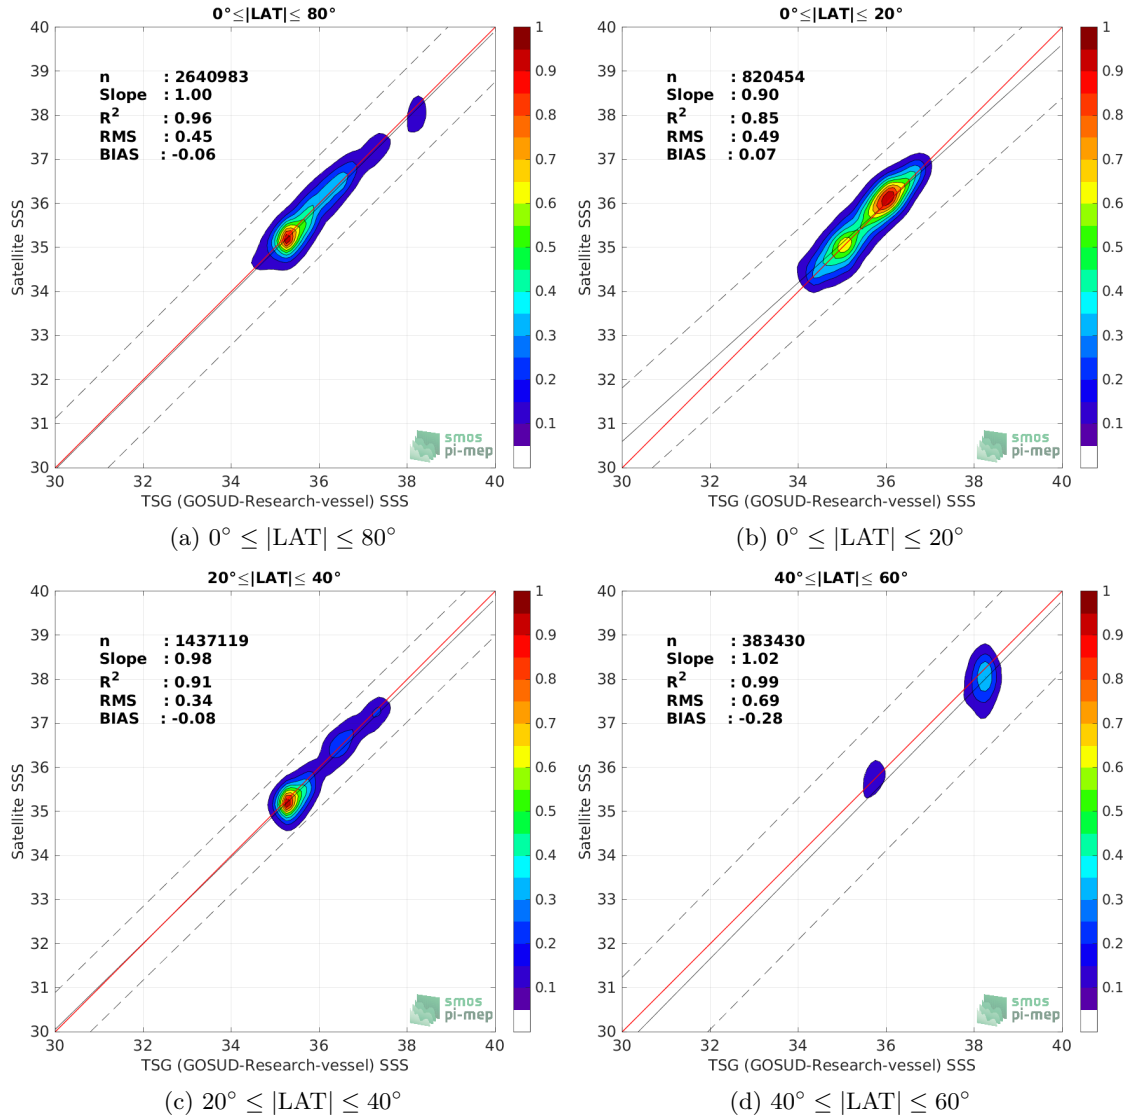 0°≤|LAT|≤ 80°
n : 2640983
Slope : 1.00
R² : 0.96
RMS : 0.45
BIAS : -0.06
Satellite SSS
40
39
38
37
36
35
34
33
32
31
30
30 32 34 36 38 40
TSG (GOSUD-Research-vessel) SSS
1
0.9
0.8
0.7
0.6
0.5
0.4
0.3
0.2
0.1
smos
pi-mep
(a) 0° ≤ |LAT| ≤ 80°
0°≤|LAT|≤ 20°
n : 820454
Slope : 0.90
R² : 0.85
RMS : 0.49
BIAS : 0.07
Satellite SSS
40
39
38
37
36
35
34
33
32
31
30
30 32 34 36 38 40
TSG (GOSUD-Research-vessel) SSS
1
0.9
0.8
0.7
0.6
0.5
0.4
0.3
0.2
0.1
smos
pi-mep
(b) 0° ≤ |LAT| ≤ 20°
20°≤|LAT|≤ 40°
n : 1437119
Slope : 0.98
R² : 0.91
RMS : 0.34
BIAS : -0.08
Satellite SSS
40
39
38
37
36
35
34
33
32
31
30
30 32 34 36 38 40
TSG (GOSUD-Research-vessel) SSS
1
0.9
0.8
0.7
0.6
0.5
0.4
0.3
0.2
0.1
smos
pi-mep
(c) 20° ≤ |LAT| ≤ 40°
40°≤|LAT|≤ 60°
n : 383430
Slope : 1.02
R² : 0.99
RMS : 0.69
BIAS : -0.28
Satellite SSS
40
39
38
37
36
35
34
33
32
31
30
30 32 34 36 38 40
TSG (GOSUD-Research-vessel) SSS
1
0.9
0.8
0.7
0.6
0.5
0.4
0.3
0.2
0.1
smos
pi-mep
(d) 40° ≤ |LAT| ≤ 60°